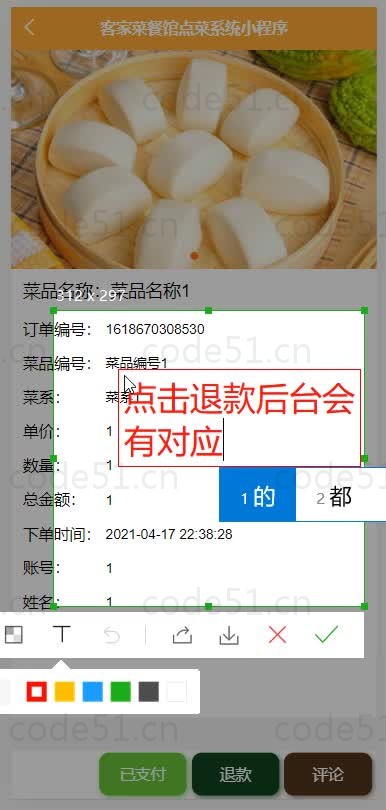 客家菜餐馆点菜系统小程序
code51.cn
菜品名称：菜品名称1
312 x 297
订单编号： 1618670308530
菜品编号： 菜品编号1
菜系： 菜系1
点击退款后台会
有对应
单价： 1
数量： 1
1 的 2 都
总金额： 1
下单时间： 2021-04-17 22:38:28
账号： 1
姓名： 1
T
已支付 退款 评论
code51.cn